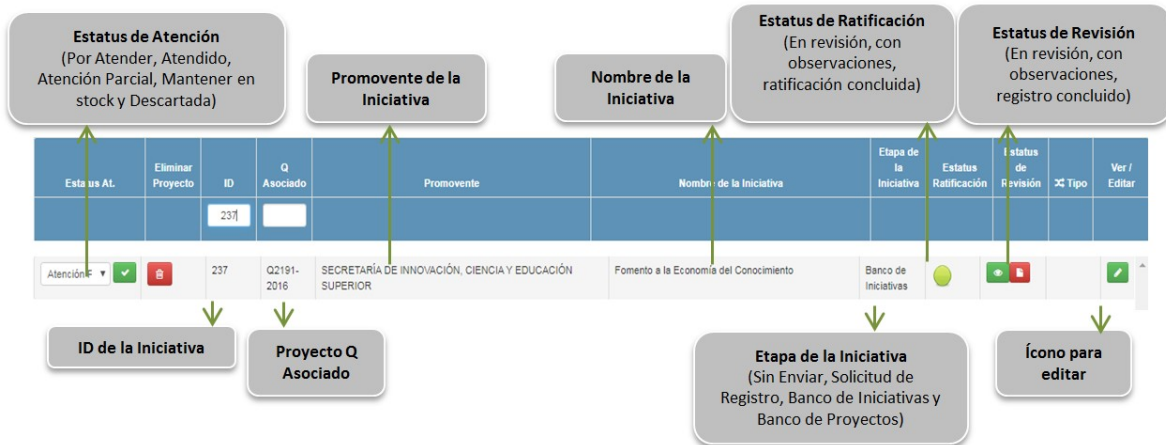 Estatus de Atención
(Por Atender, Atendido,
Atención Parcial, Mantener en
stock y Descartada)
Promovente de la
Iniciativa
Nombre de la
Iniciativa
Estatus de Ratificación
(En revisión, con
observaciones,
ratificación concluida)
Estatus de Revisión
(En revisión, con
observaciones,
registro concluido)
Estatus At.
Eliminar
Proyecto
ID
Q
Asociado
Promovente
Nombre de la Iniciativa
Etapa de
la
Iniciativa
Estatus
Ratificación
Estatus
de
Revisión
Tipo
Ver /
Editar
237
Atención F
237
Q2191-
2016
SECRETARÍA DE INNOVACIÓN, CIENCIA Y EDUCACIÓN
SUPERIOR
Fomento a la Economía del Conocimiento
Banco de
Iniciativas
ID de la Iniciativa
Proyecto Q
Asociado
Etapa de la Iniciativa
(Sin Enviar, Solicitud de
Registro, Banco de Iniciativas y
Banco de Proyectos)
Ícono para
editar